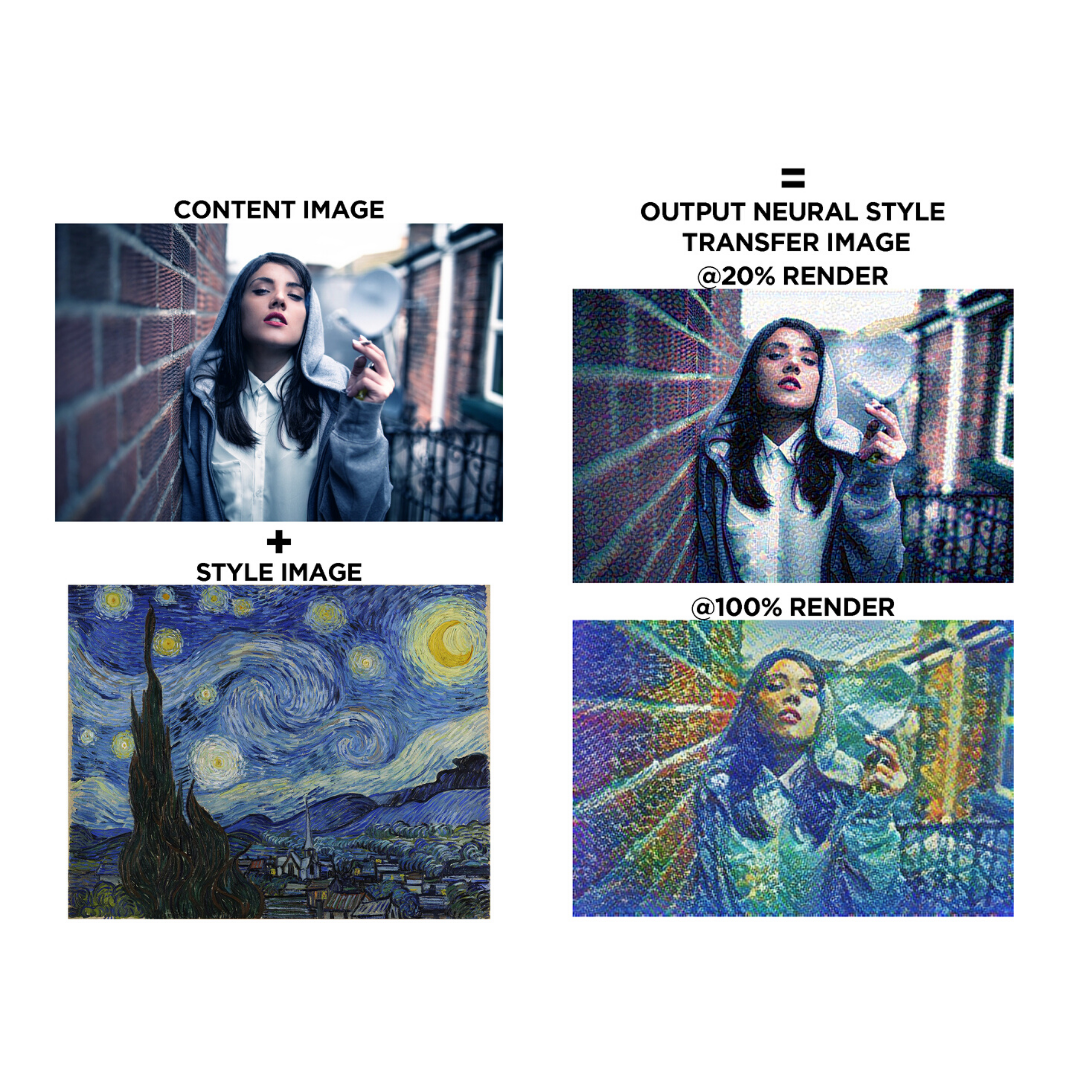 CONTENT IMAGE
+
STYLE IMAGE
=
OUTPUT NEURAL STYLE
TRANSFER IMAGE
@20% RENDER
@100% RENDER